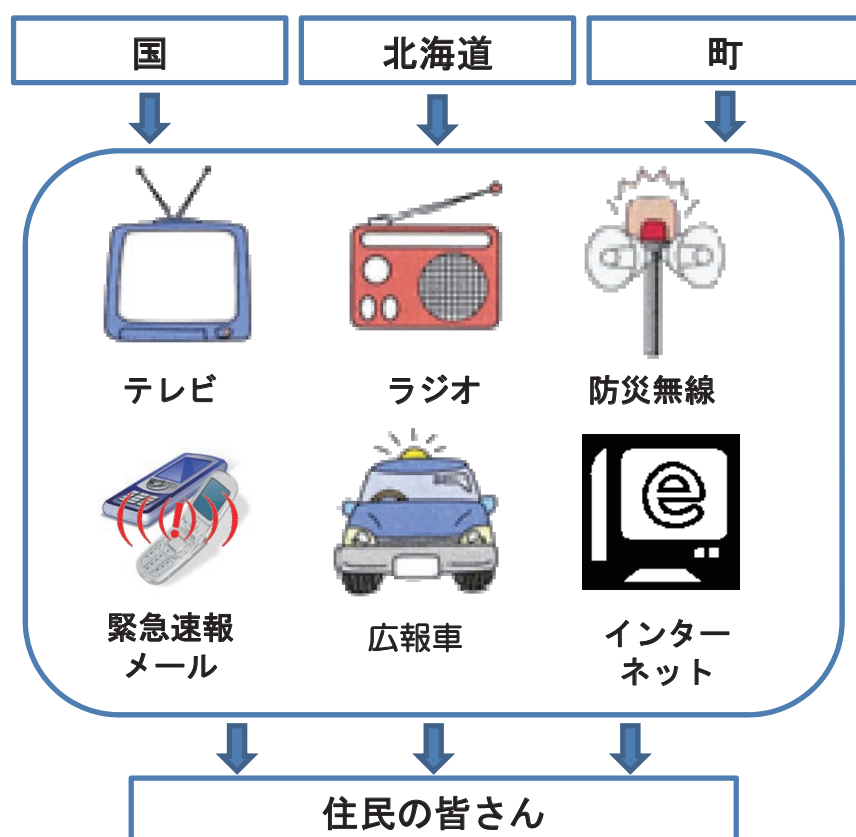 国
北海道
町
テレビ
ラジオ
防災無線
e
緊急速報
メール
広報車
インター
ネット
住民の皆さん